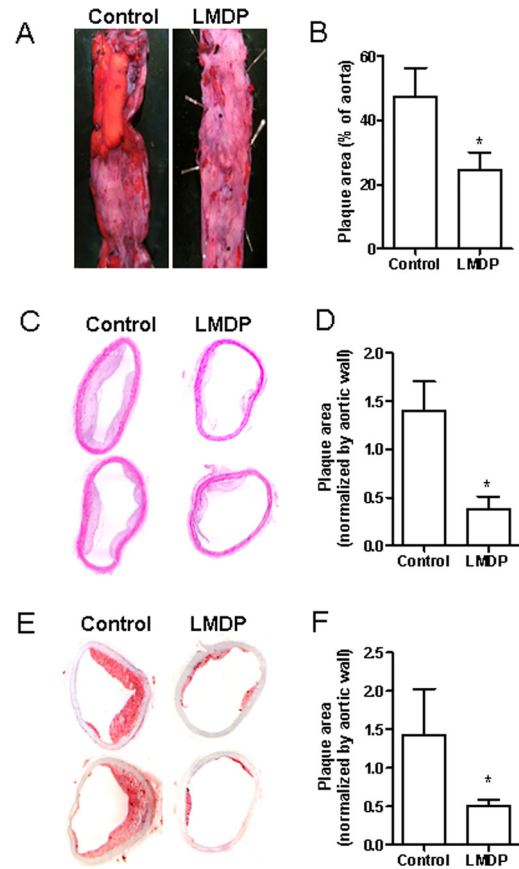 A
Control LMDP
B
Plaque area (% of aorta)
60
40
20
0
*
Control LMDP
C
Control LMDP
D
Plaque area
(normalized by aortic wall)
2.0
1.5
1.0
0.5
0.0
*
Control LMDP
E
Control LMDP
F
Plaque area
(normalized by aortic wall)
2.5
2.0
1.5
1.0
0.5
0.0
*
Control LMDP